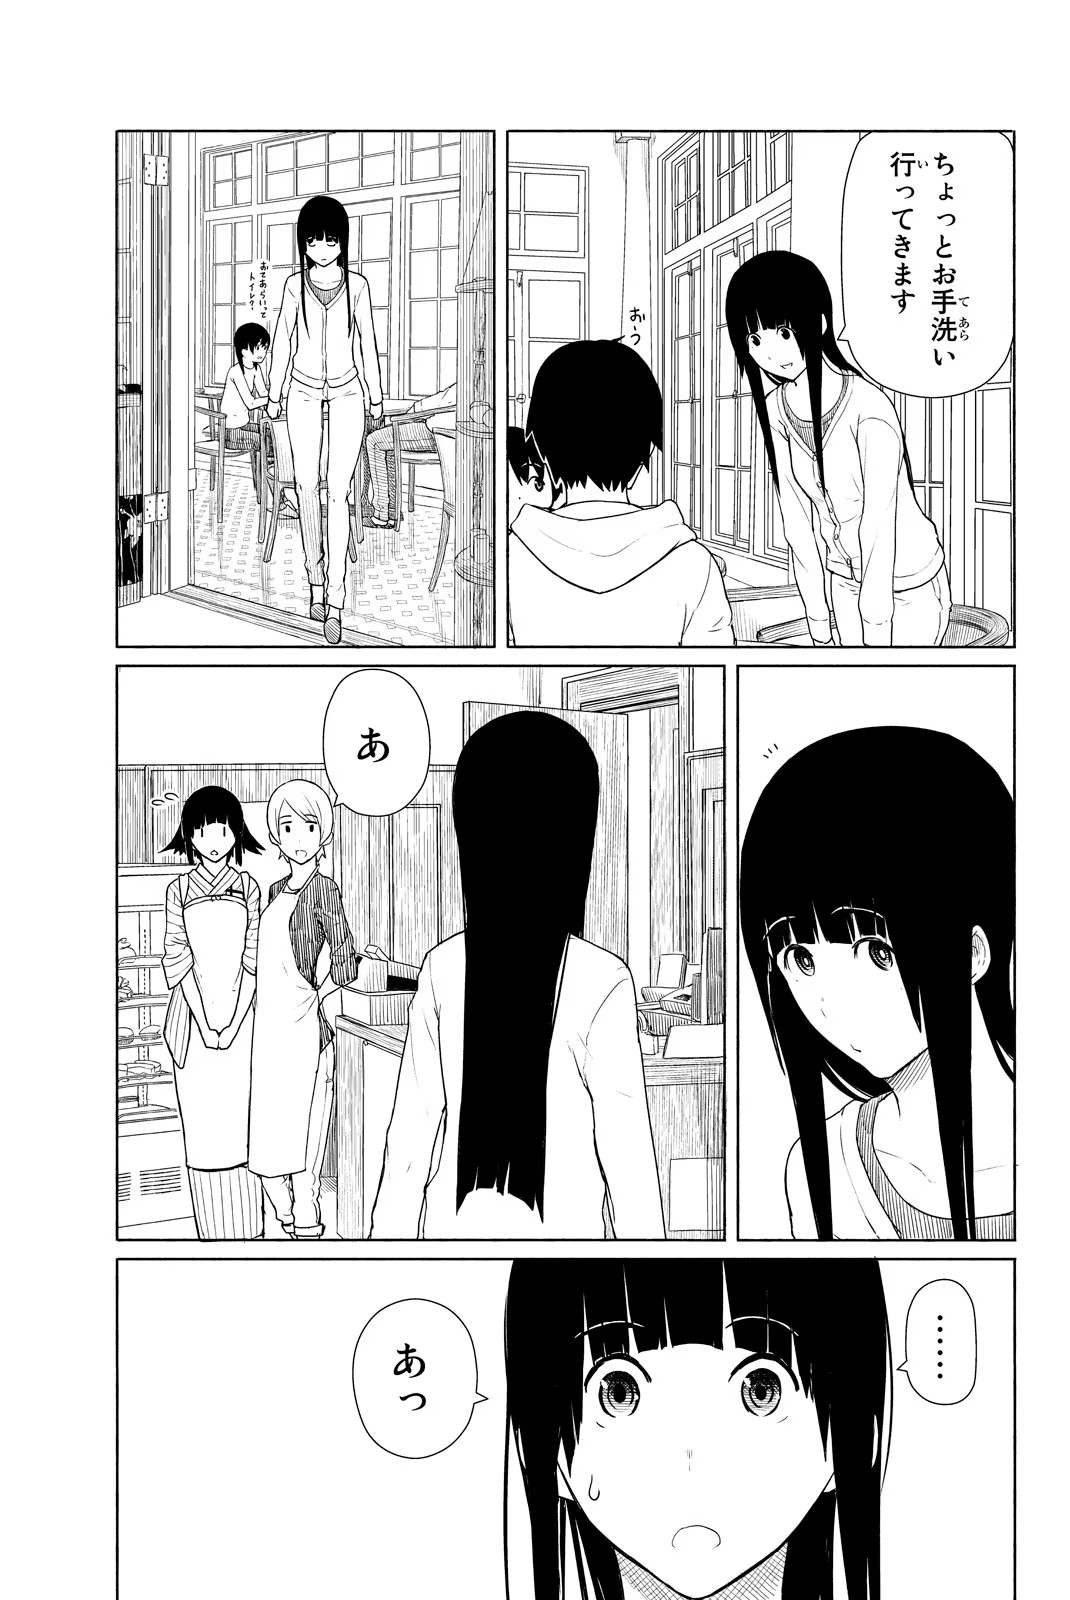 ちょっとお手洗い
行ってきます
おーう
おてあらいって
トイレ？
あ
……
あっ